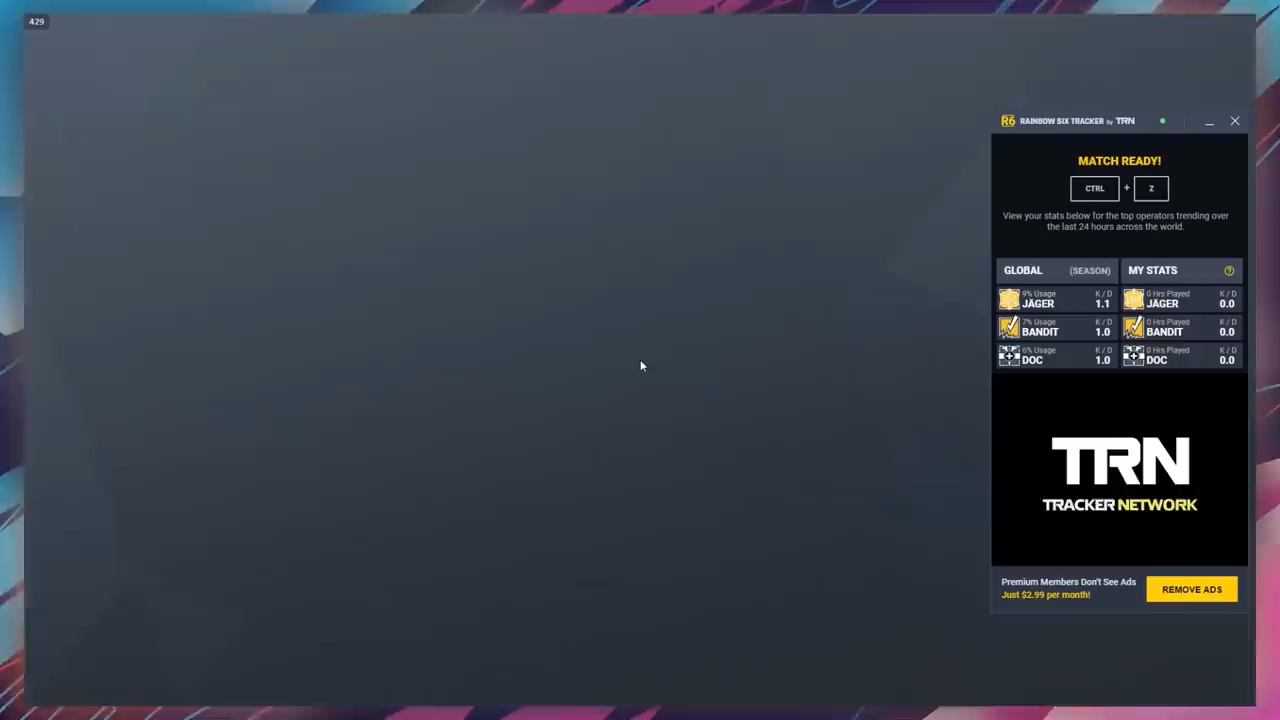 429
R6 RAINBOW SIX TRACKER by TRN
MATCH READY!
CTRL + Z
View your stats below for the top operators trending over
the last 24 hours across the world.
GLOBAL (SEASON) MY STATS ?
9% Usage K / D 0 Hrs Played K / D
JÄGER 1.1 JÄGER 0.0
7% Usage K / D 0 Hrs Played K / D
BANDIT 1.0 BANDIT 0.0
6% Usage K / D 0 Hrs Played K / D
DOC 1.0 DOC 0.0
TRN
TRACKER NETWORK
Premium Members Don't See Ads
Just $2.99 per month!
REMOVE ADS